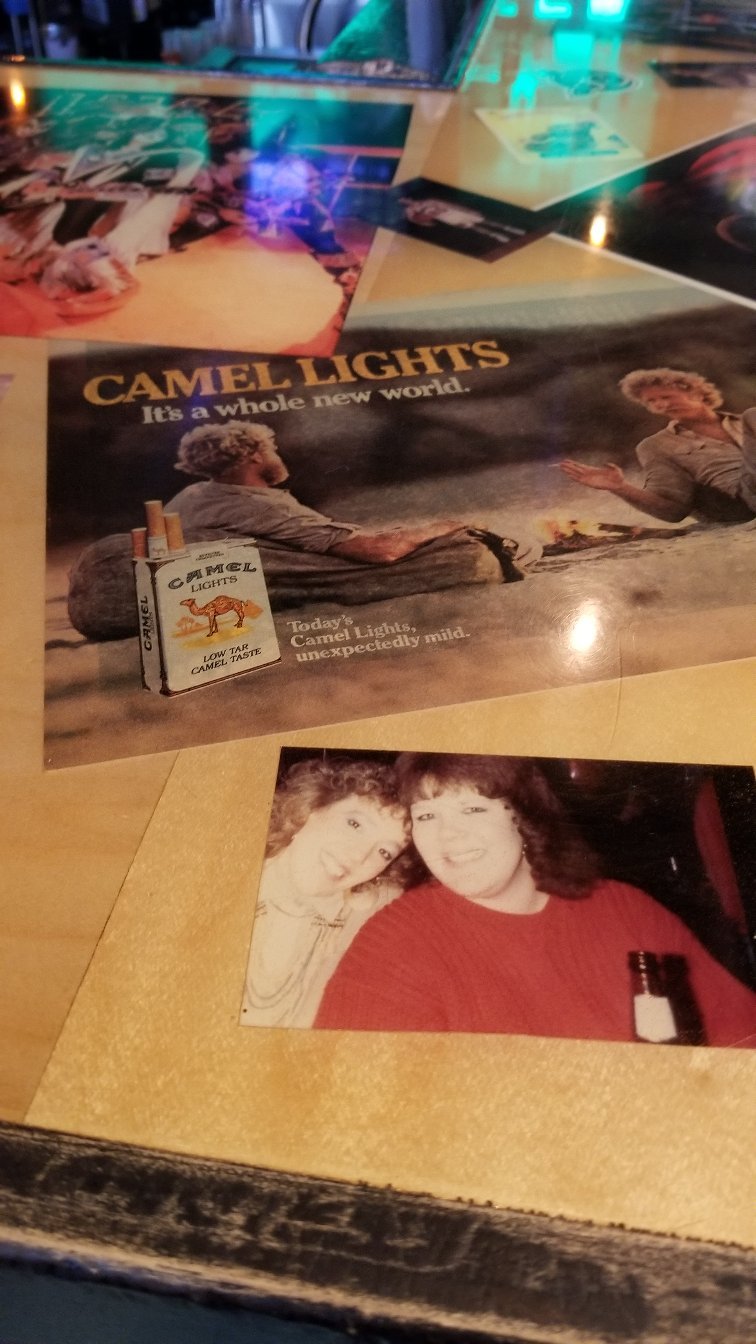 CAMEL LIGHTS
It's a whole new world.
CAMEL
LIGHTS
CAMEL
LOW TAR
CAMEL TASTE
Today's
Camel Lights,
unexpectedly mild.